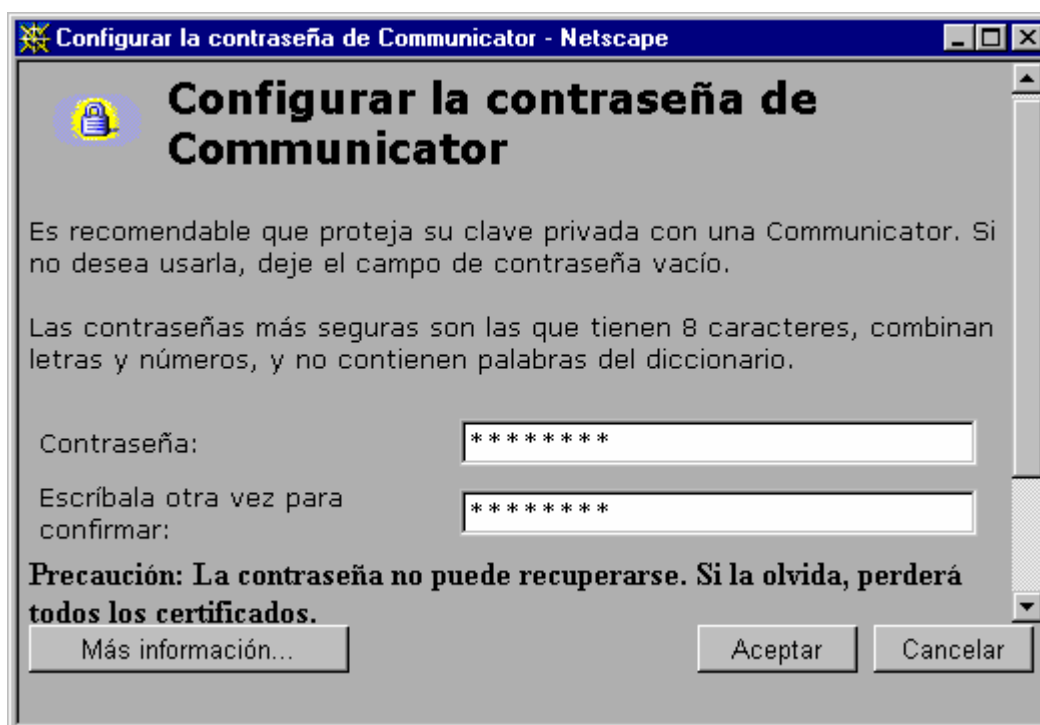 Configurar la contraseña de Communicator - Netscape
Configurar la contraseña de
Communicator
Es recomendable que proteja su clave privada con una Communicator. Si
no desea usarla, deje el campo de contraseña vacío.
Las contraseñas más seguras son las que tienen 8 caracteres, combinan
letras y números, y no contienen palabras del diccionario.
Contraseña: ********
Escríbala otra vez para
confirmar: ********
Precaución: La contraseña no puede recuperarse. Si la olvida, perderá
todos los certificados.
Más información... Aceptar Cancelar